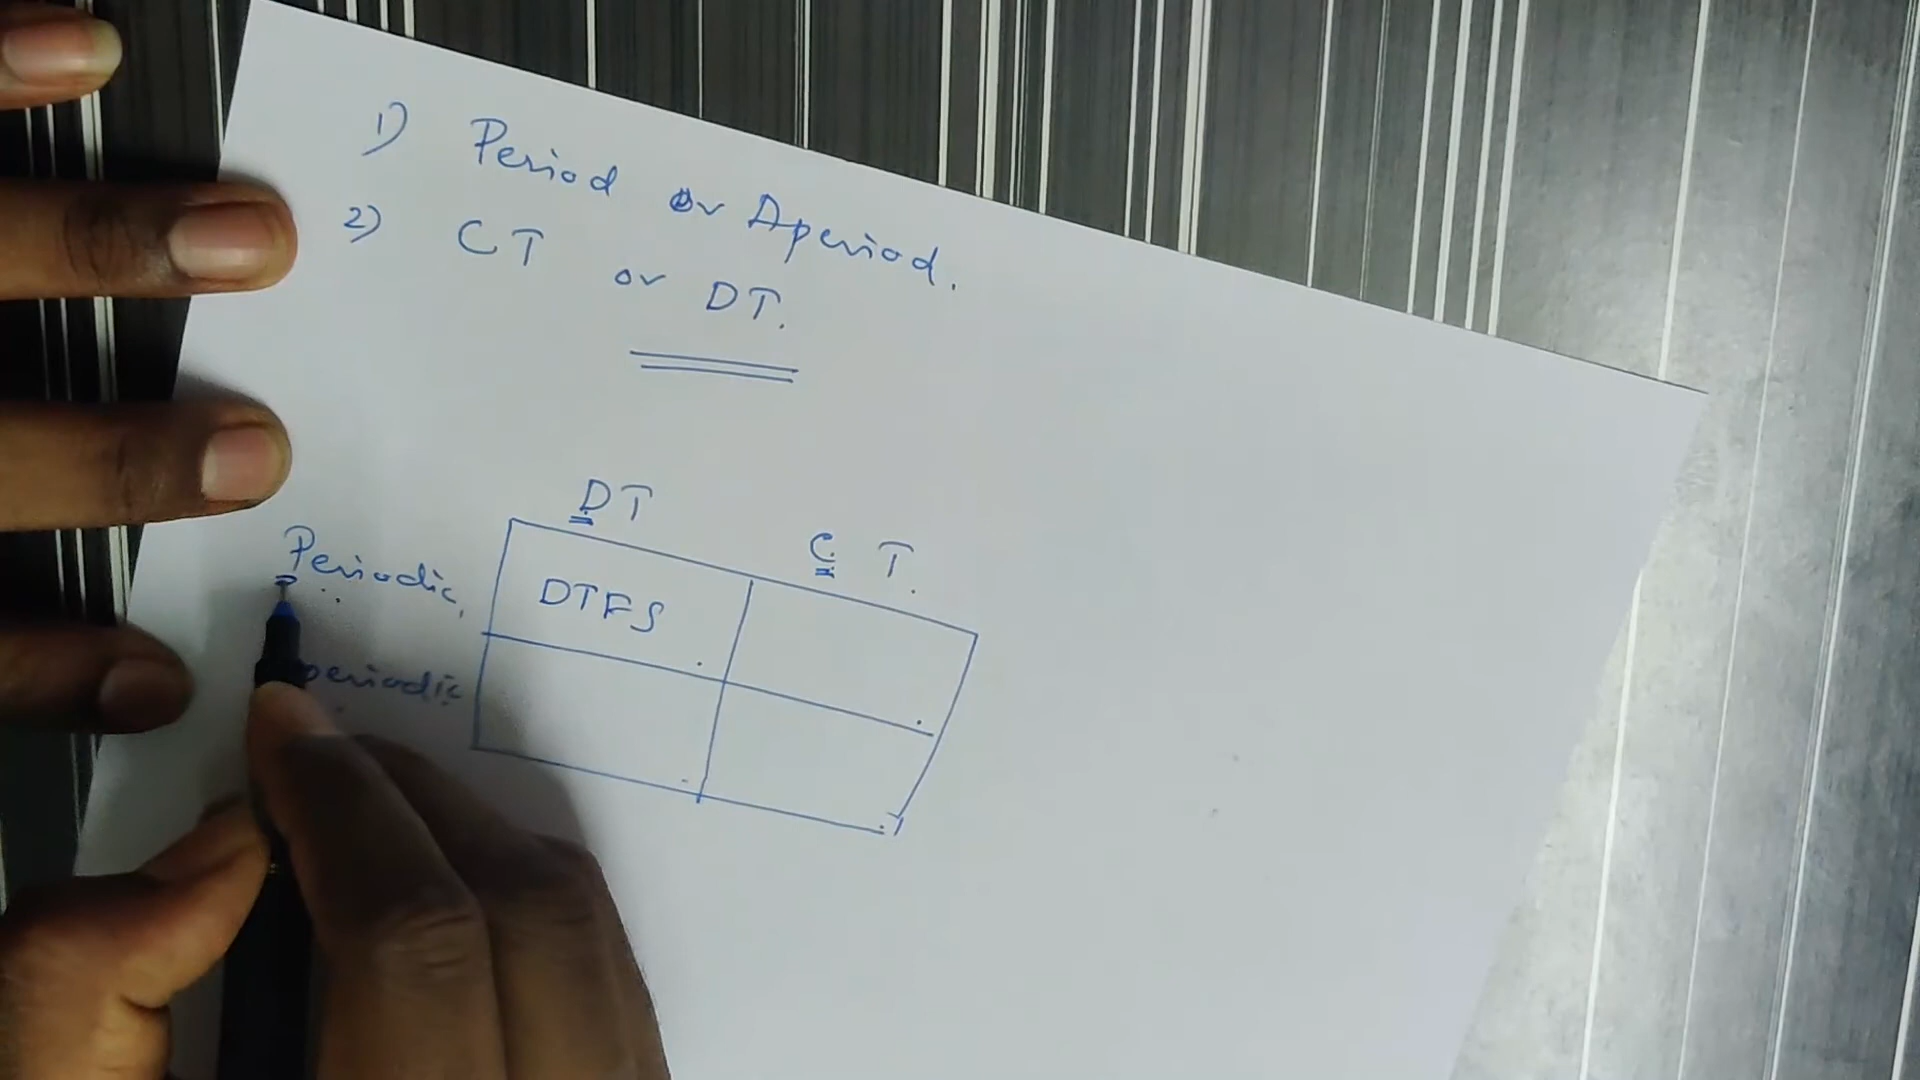 1) Period or Aperiod.
2) CT or DT.
DT
C T.
Periodic,
DTFS
periodic